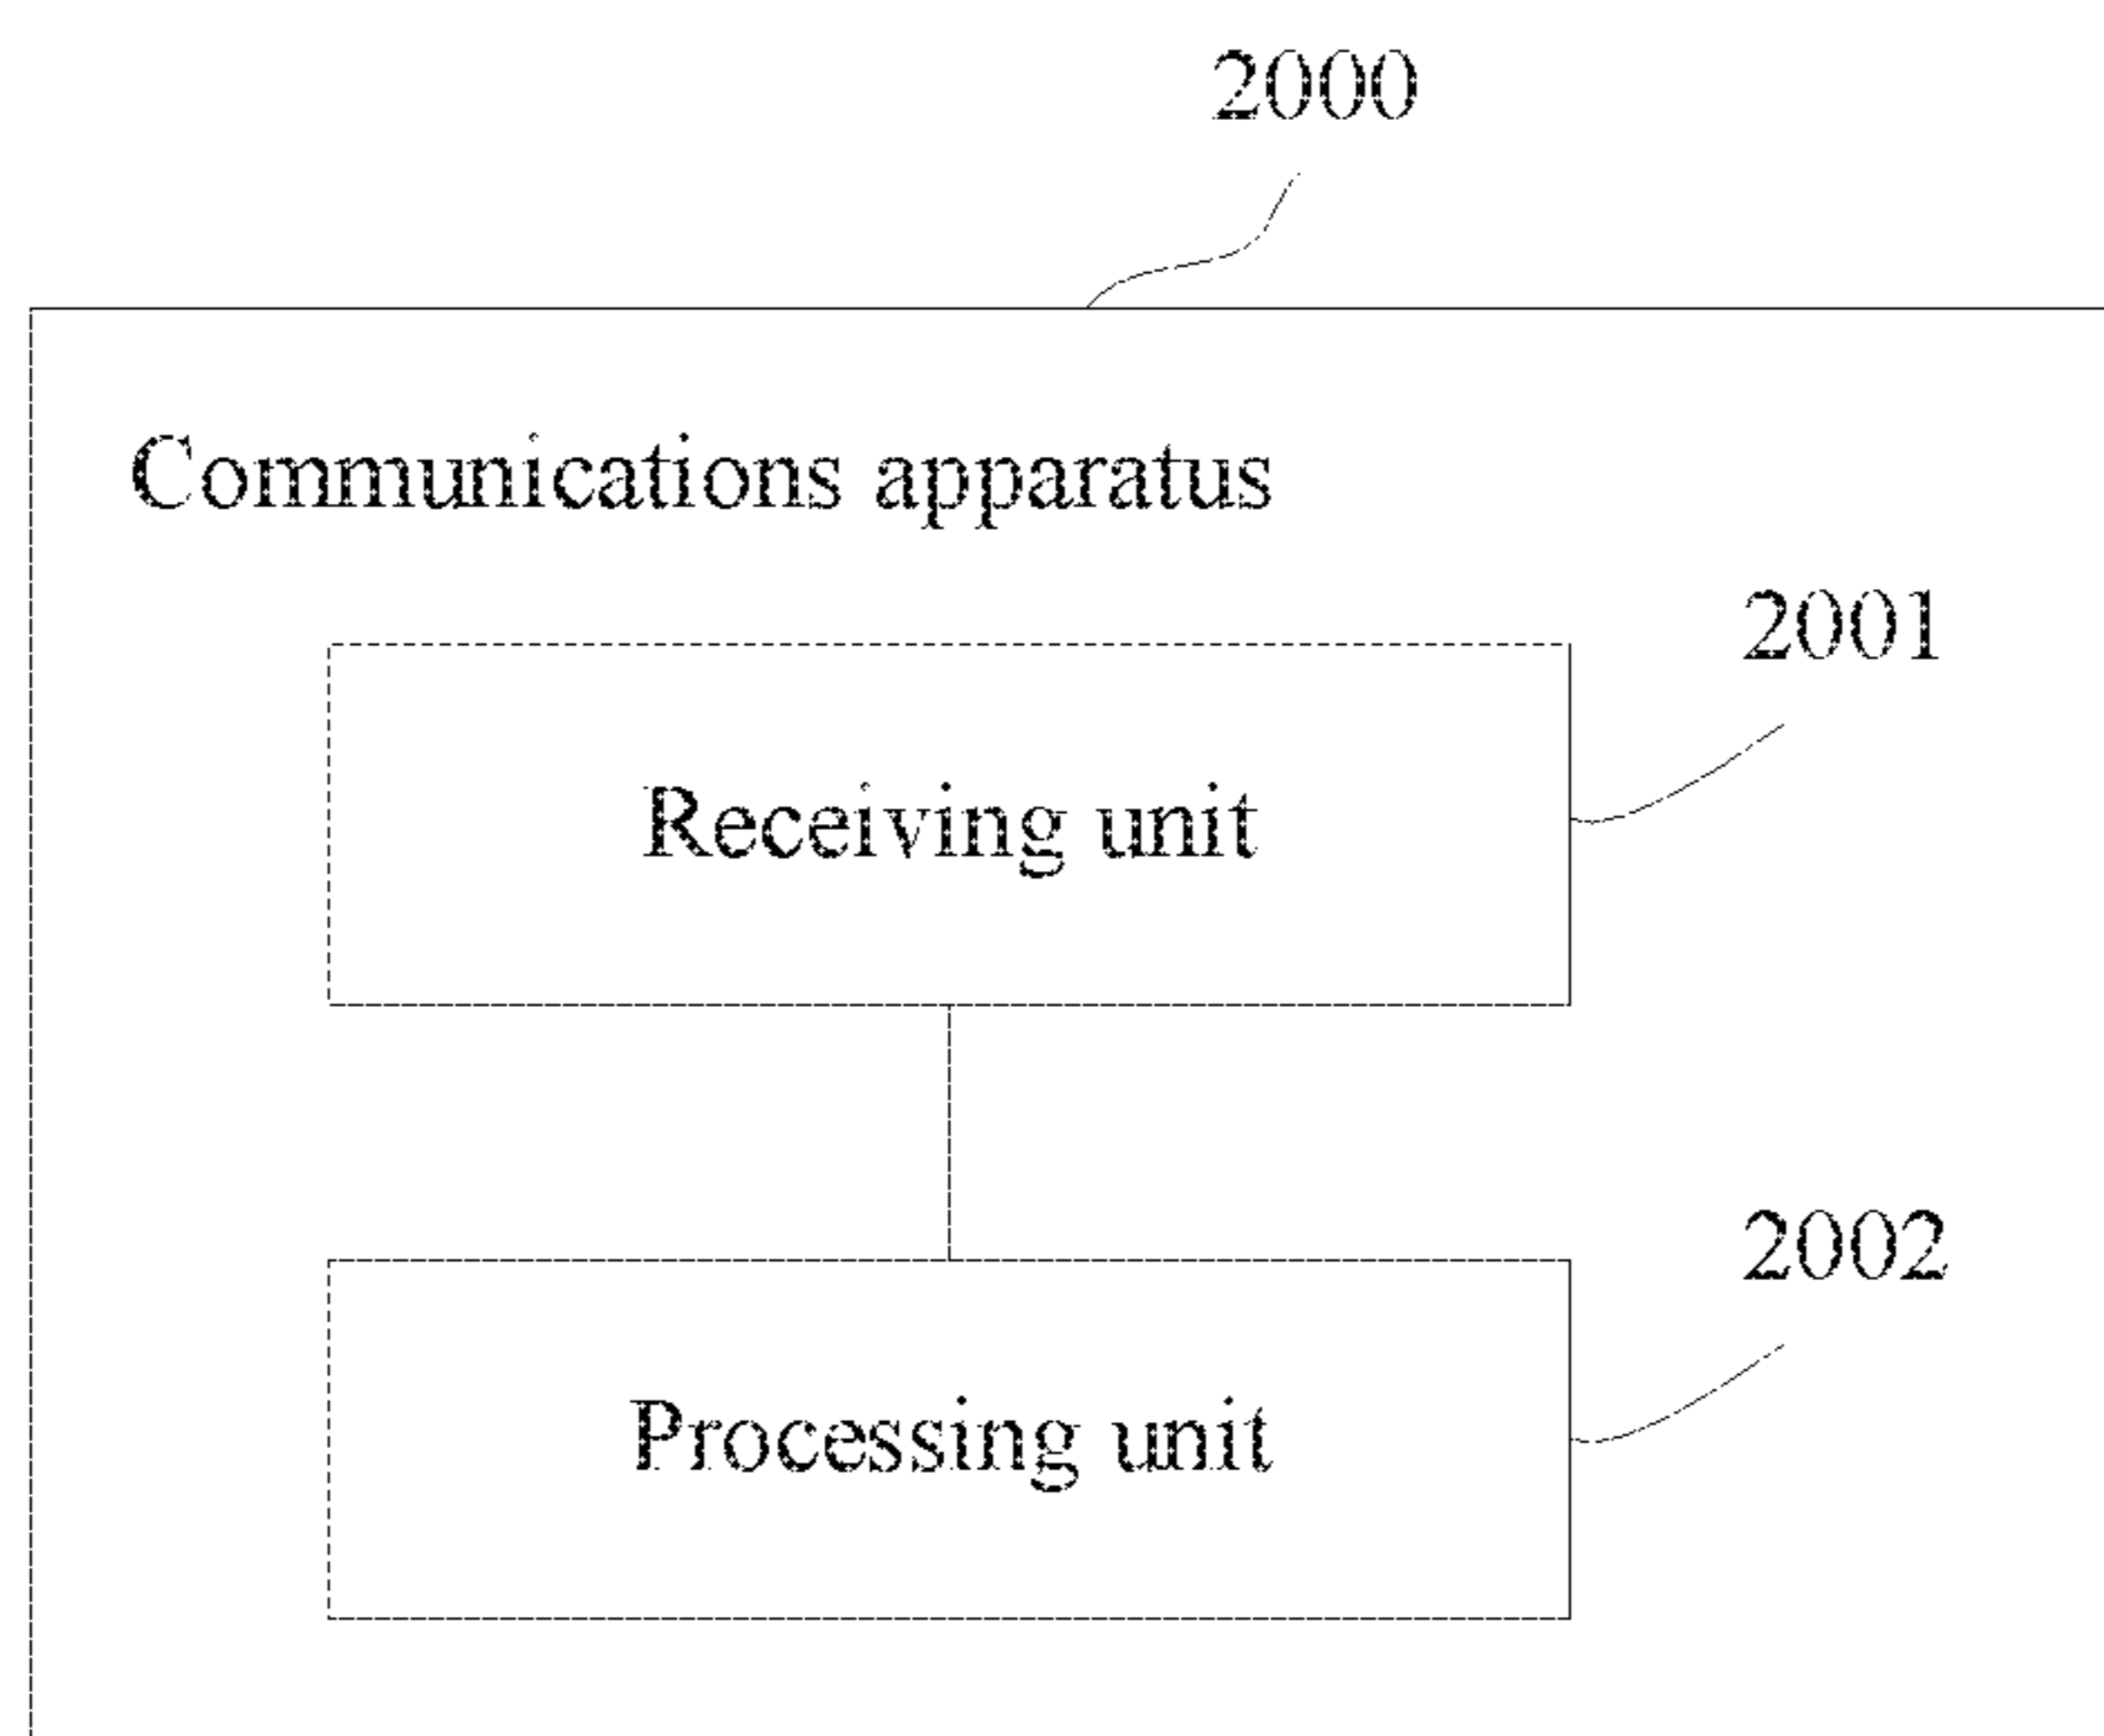 2000
Communications apparatus
2001
Receiving unit
2002
Processing unit